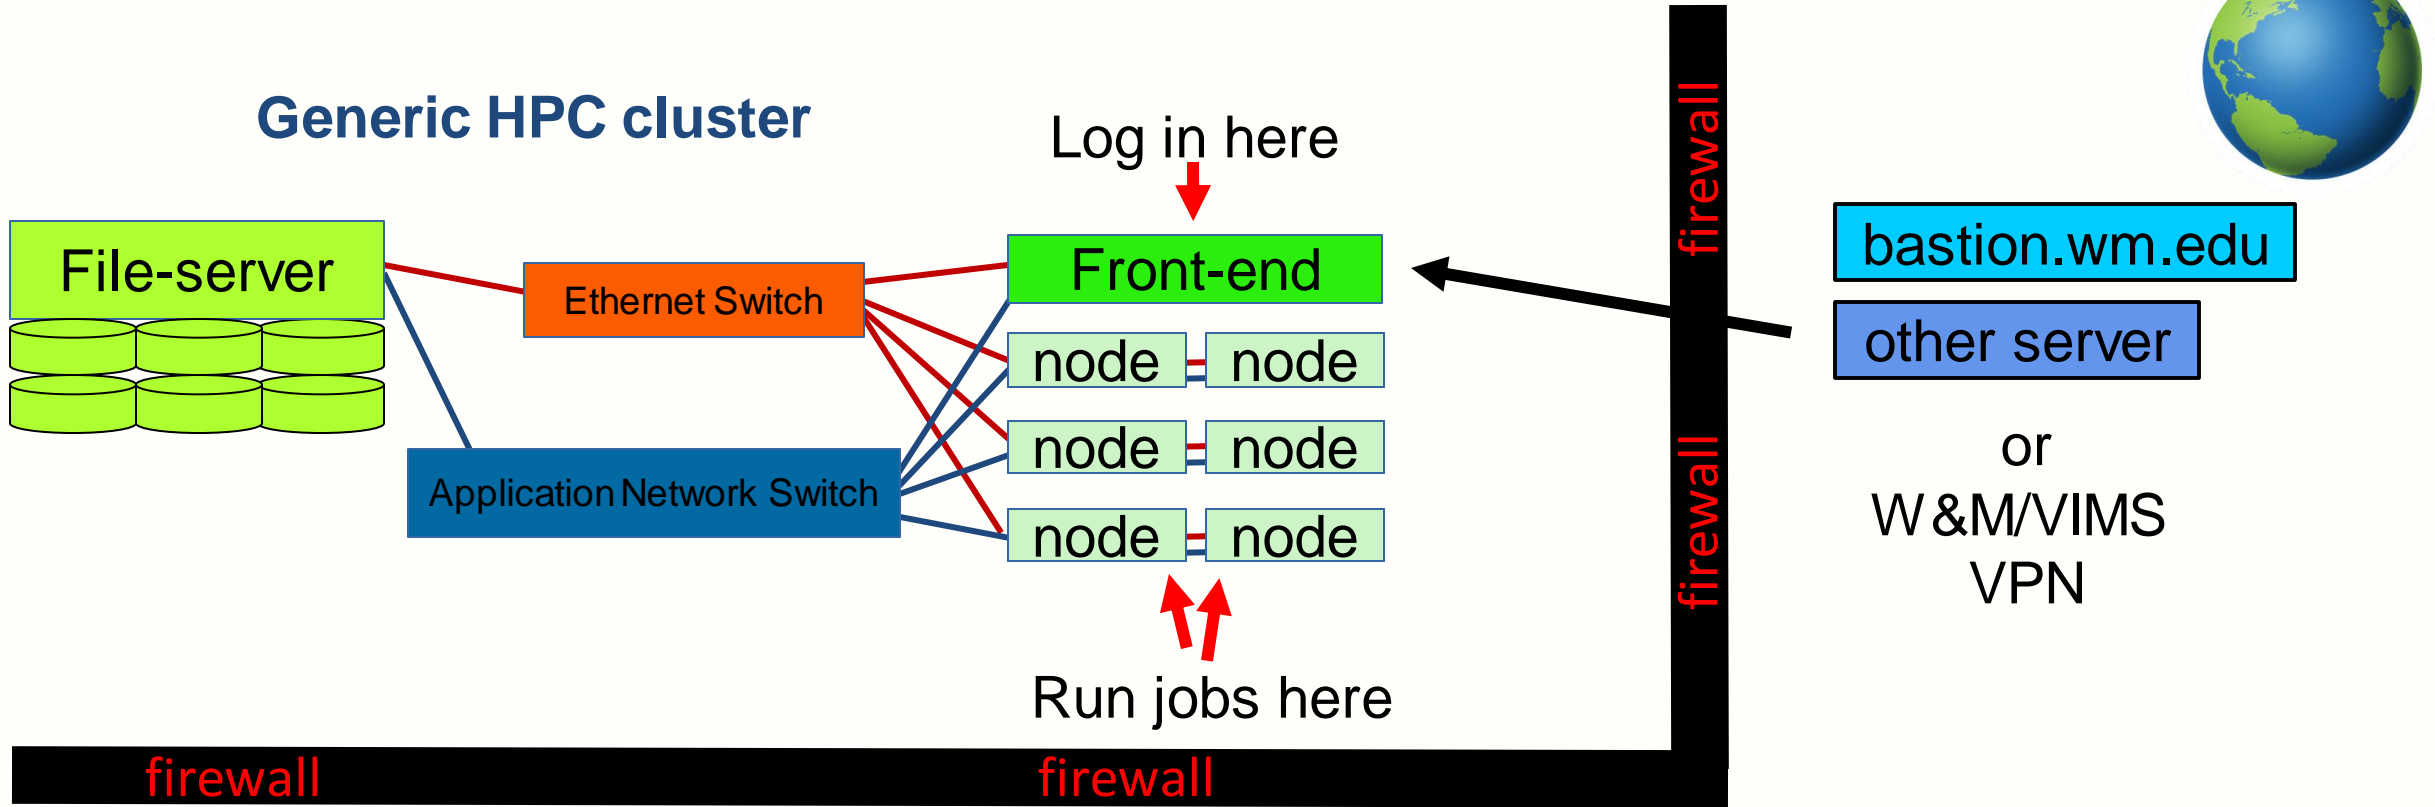 Generic HPC cluster
Log in here
File-server
Ethernet Switch
Application Network Switch
Front-end
node node
node node
node node
Run jobs here
firewall
firewall
firewall
firewall
bastion.wm.edu
other server
or
W&M/VIMS
VPN